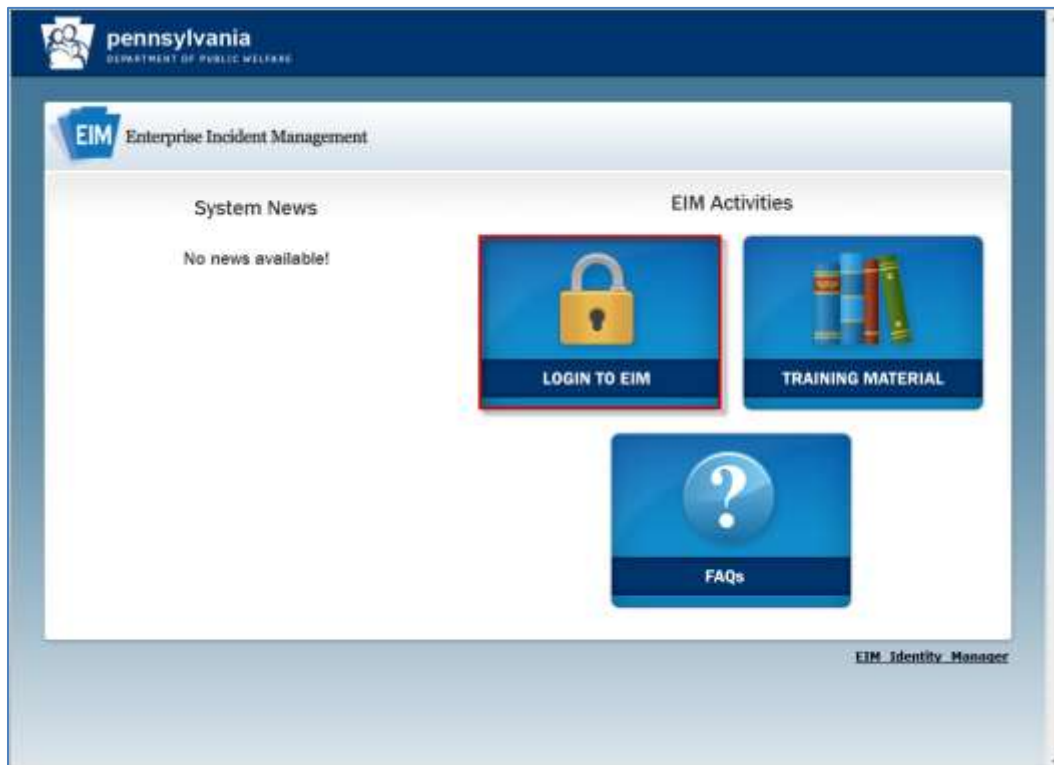 pennsylvania
DEPARTMENT OF PUBLIC WELFARE
EIM Enterprise Incident Management
System News
No news available!
EIM Activities
LOGIN TO EIM
TRAINING MATERIAL
?
FAQs
EIM Identity Manager